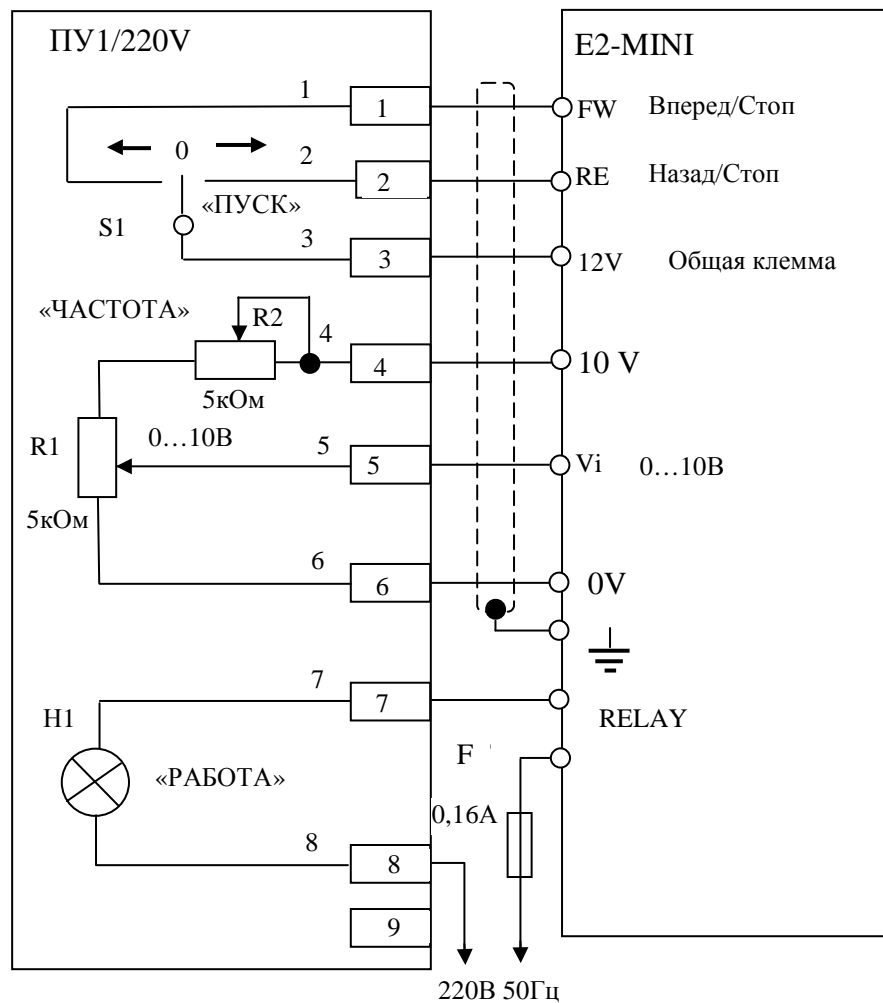 ПУ1/220V
E2-MINI
1
1
FW
Вперед/Стоп
0
2
2
RE
Назад/Стоп
«ПУСК»
S1
3
3
12V
Общая клемма
«ЧАСТОТА»
R2
4
4
10 V
5кОм
R1
0…10В
5
5
Vi
0…10В
5кОм
6
6
0V
7
7
H1
RELAY
F
«РАБОТА»
0,16А
8
8
9
220В 50Гц